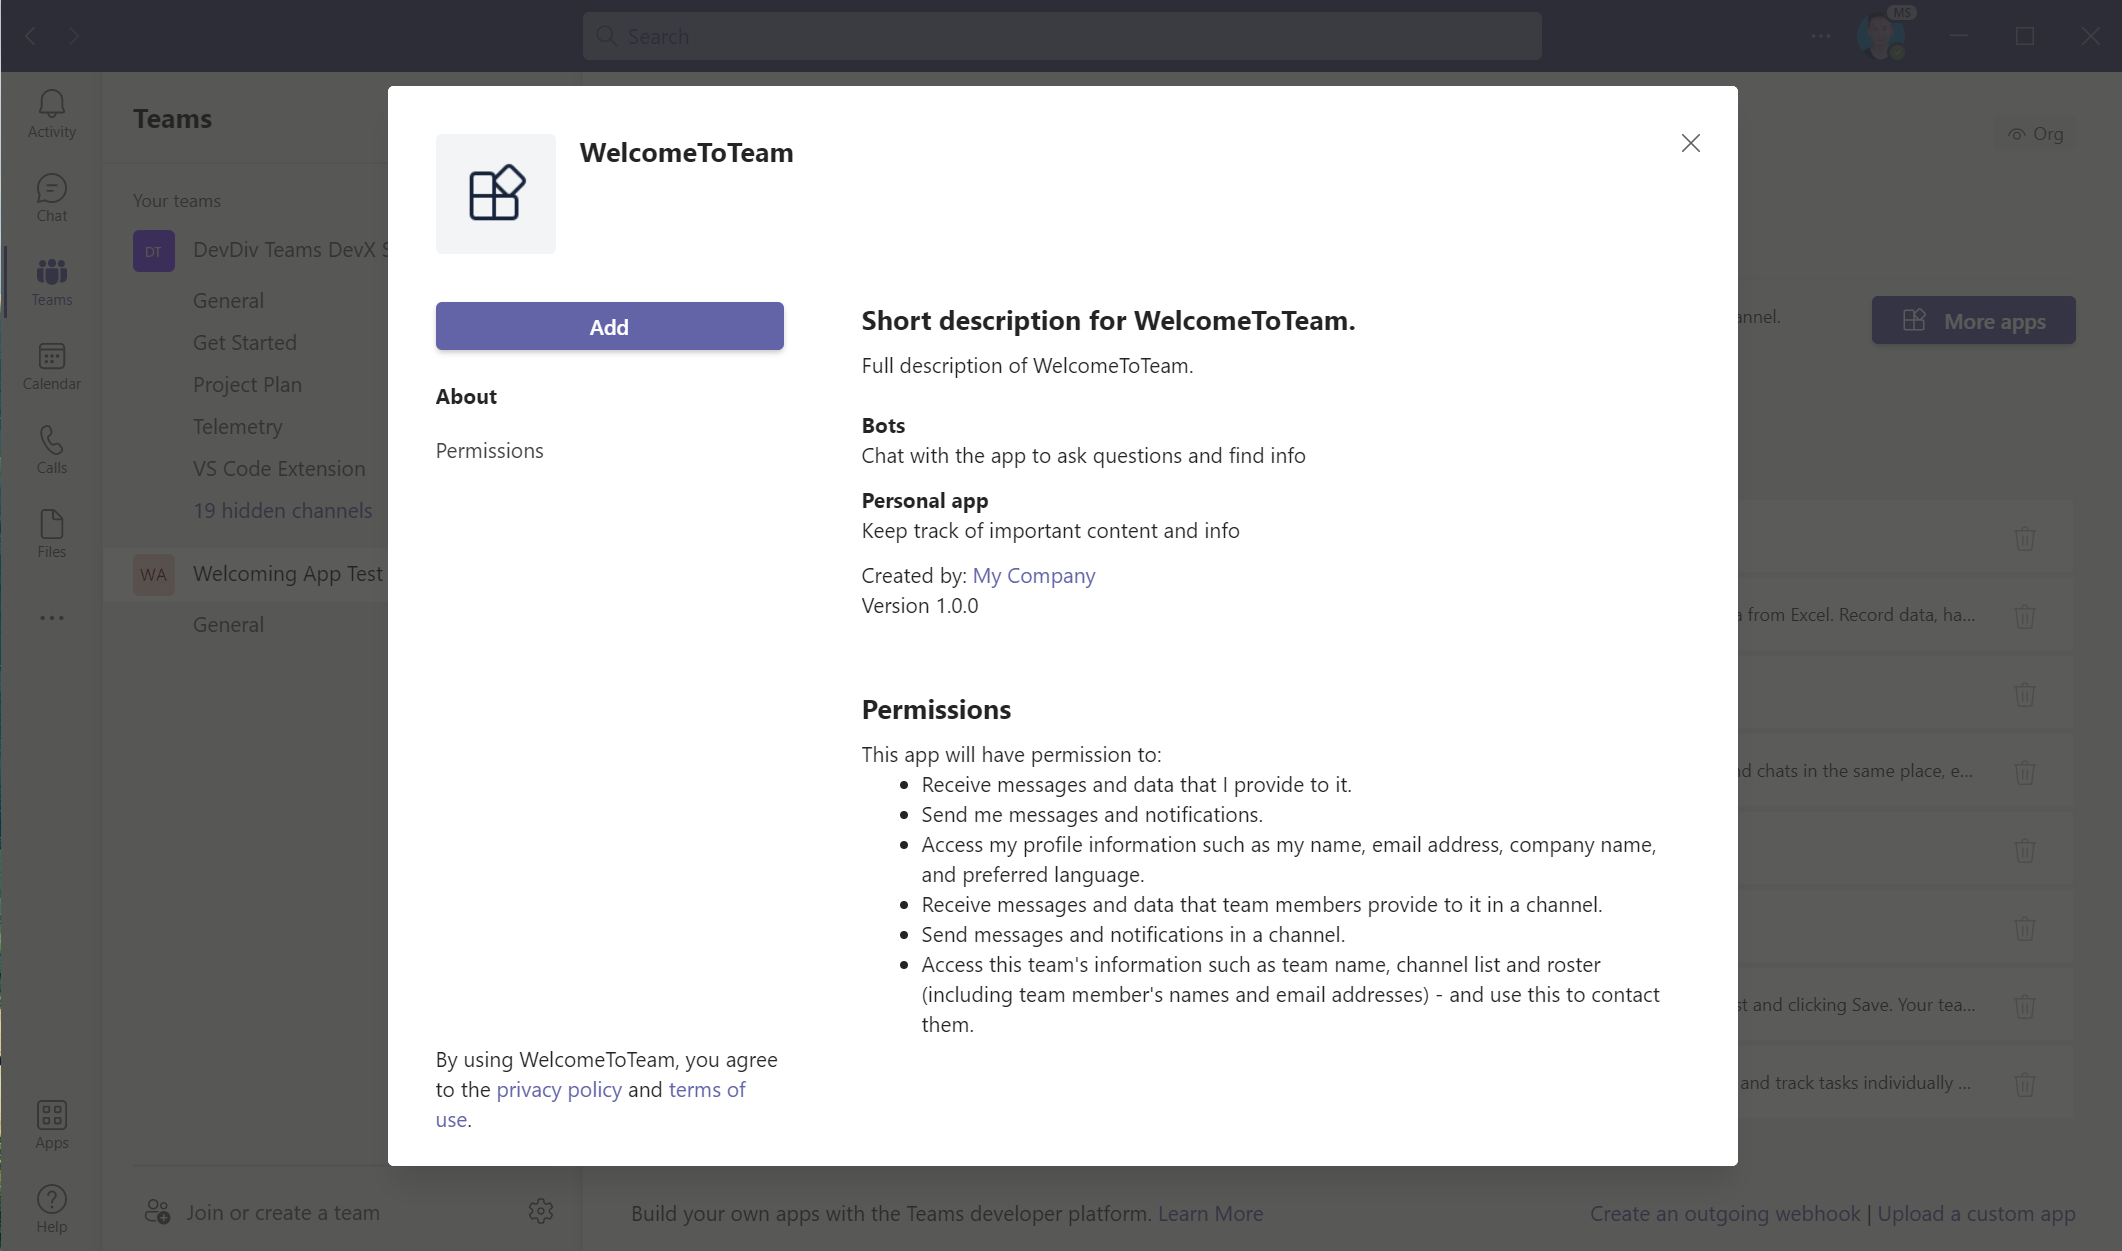 Search
MS
Activity
Chat
Teams
Calendar
Calls
Files
Apps
Help
Teams
Your teams
DT
DevDiv Teams DevX S
General
Get Started
Project Plan
Telemetry
VS Code Extension
19 hidden channels
WA
Welcoming App Test
General
Join or create a team
WelcomeToTeam
Add
About
Permissions
By using WelcomeToTeam, you agree
to the privacy policy and terms of
use.
Short description for WelcomeToTeam.
Full description of WelcomeToTeam.
Bots
Chat with the app to ask questions and find info
Personal app
Keep track of important content and info
Created by: My Company
Version 1.0.0
Permissions
This app will have permission to:
• Receive messages and data that I provide to it.
• Send me messages and notifications.
• Access my profile information such as my name, email address, company name,
and preferred language.
• Receive messages and data that team members provide to it in a channel.
• Send messages and notifications in a channel.
• Access this team's information such as team name, channel list and roster
(including team member's names and email addresses) - and use this to contact
them.
Org
annel.
More apps
a from Excel. Record data, ha...
nd chats in the same place, e...
st and clicking Save. Your tea...
and track tasks individually ...
Build your own apps with the Teams developer platform. Learn More
Create an outgoing webhook | Upload a custom app